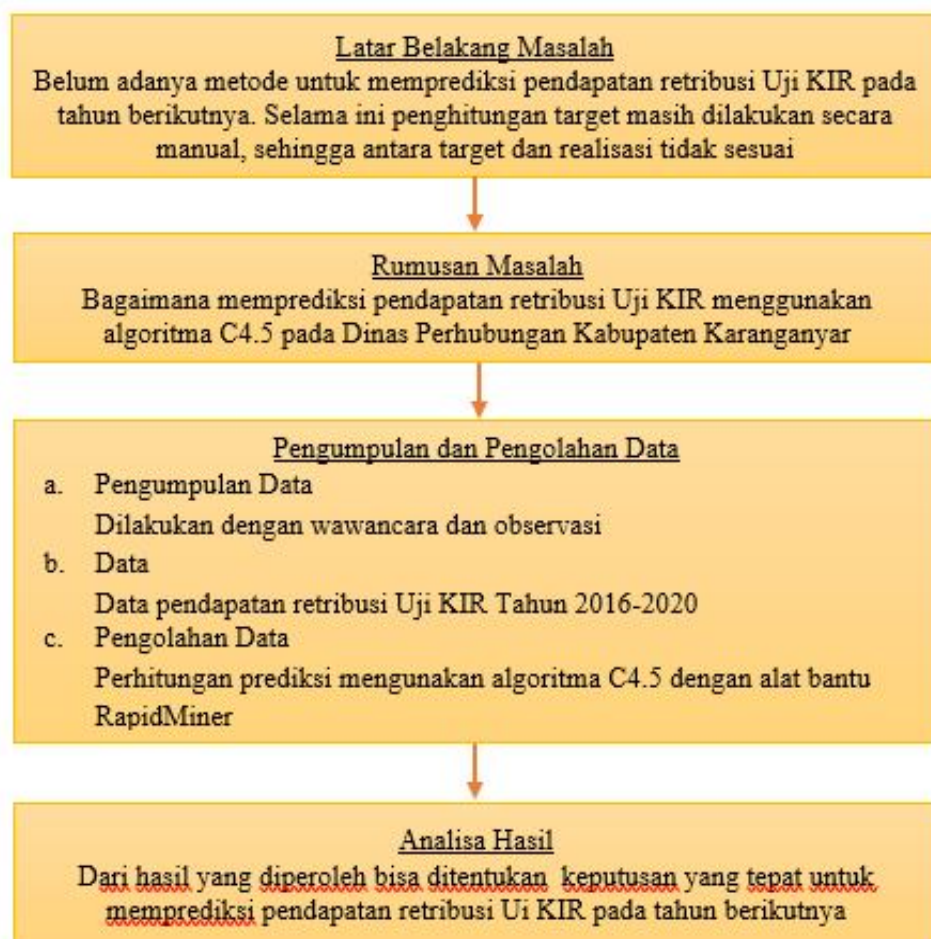 Latar Belakang Masalah
Belum adanya metode untuk memprediksi pendapatan retribusi Uji KIR pada
tahun berikutnya. Selama ini penghitungan target masih dilakukan secara
manual, sehingga antara target dan realisasi tidak sesuai
Rumusan Masalah
Bagaimana memprediksi pendapatan retribusi Uji KIR menggunakan
algoritma C4.5 pada Dinas Perhubungan Kabupaten Karanganyar
Pengumpulan dan Pengolahan Data
a. Pengumpulan Data
Dilakukan dengan wawancara dan observasi
b. Data
Data pendapatan retribusi Uji KIR Tahun 2016-2020
c. Pengolahan Data
Perhitungan prediksi mengunakan algoritma C4.5 dengan alat bantu
RapidMiner
Analisa Hasil
Dari hasil yang diperoleh bisa ditentukan keputusan yang tepat untuk
memprediksi pendapatan retribusi Ui KIR pada tahun berikutnya